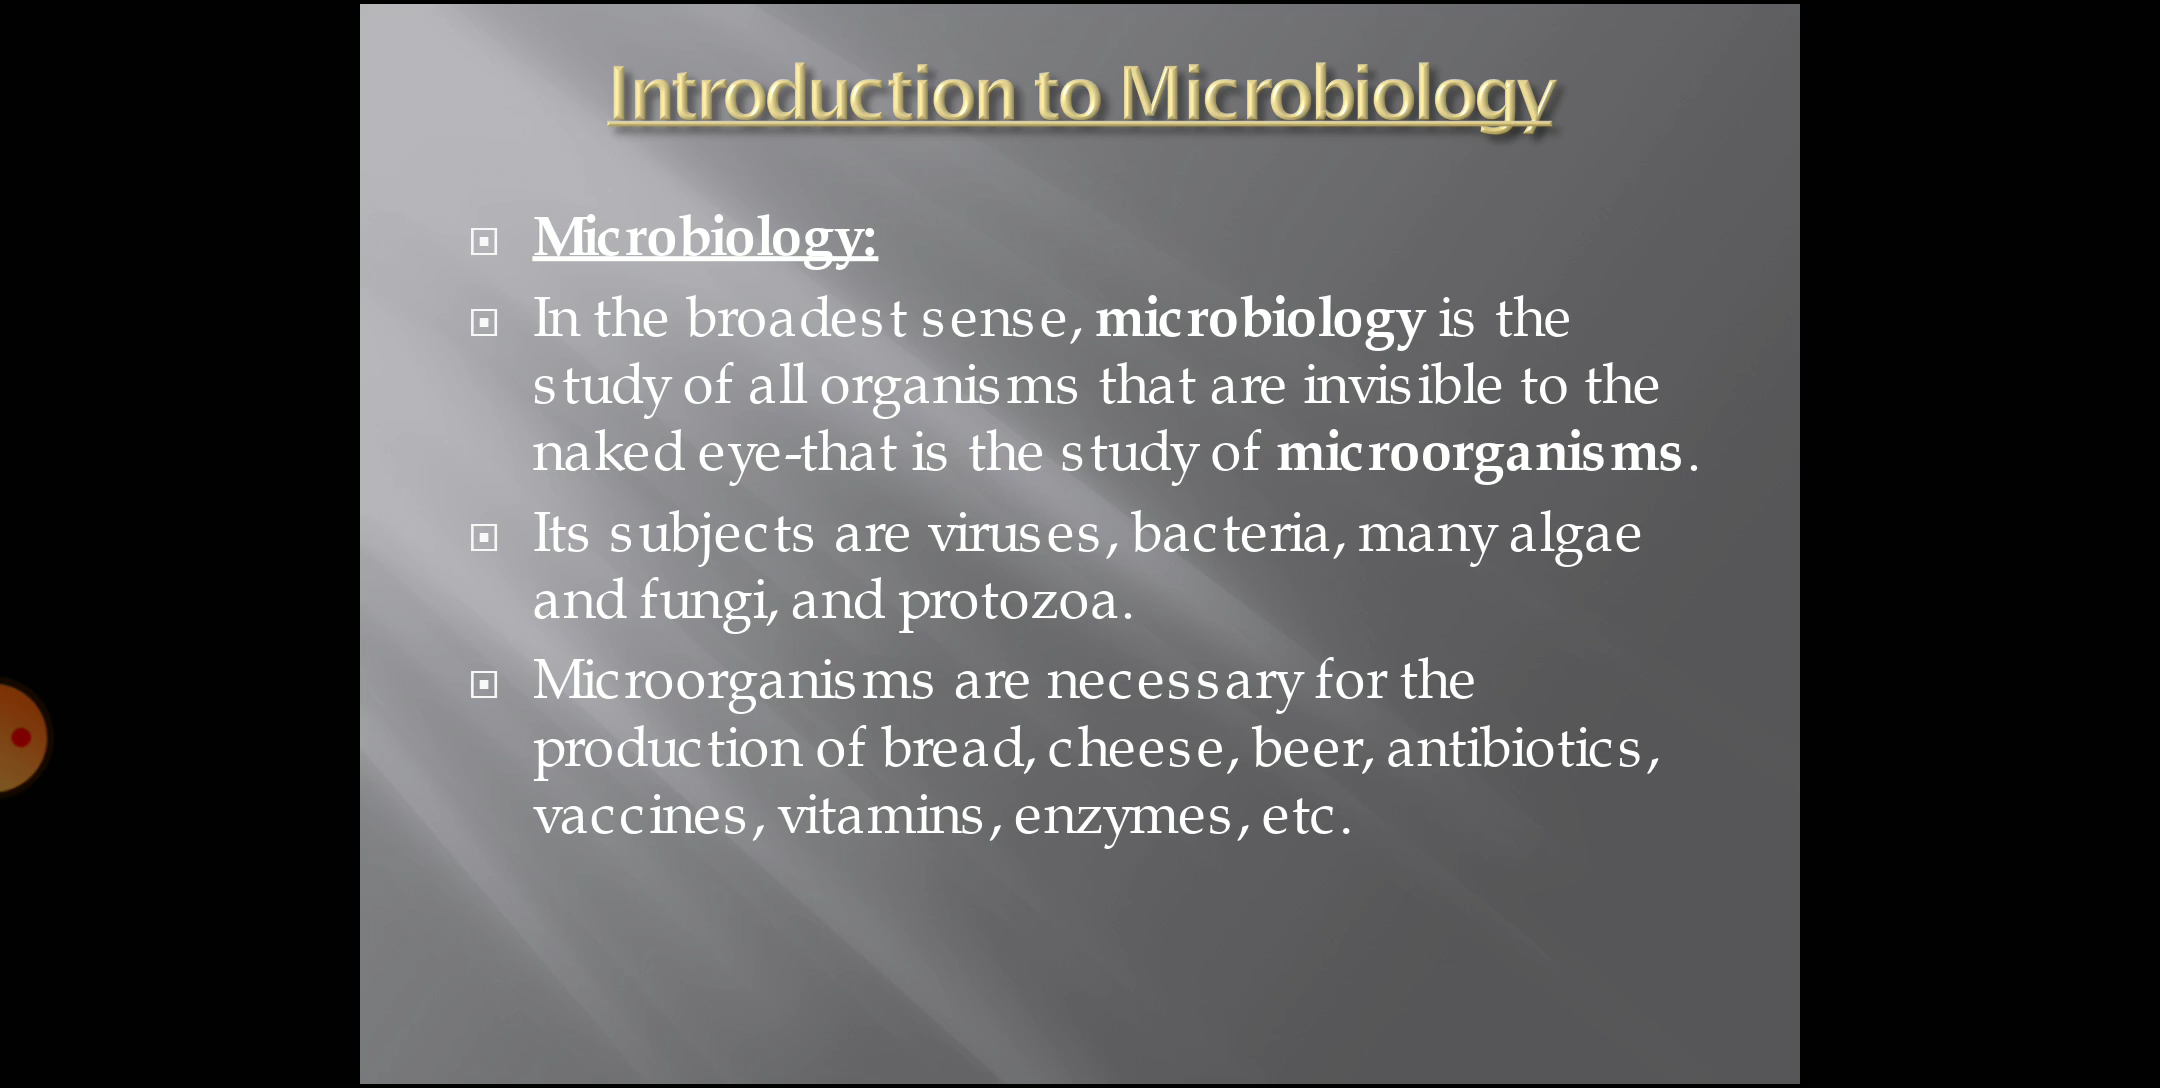 Introduction to Microbiology
Microbiology:
In the broadest sense, microbiology is the
study of all organisms that are invisible to the
naked eye-that is the study of microorganisms.
Its subjects are viruses, bacteria, many algae
and fungi, and protozoa.
Microorganisms are necessary for the
production of bread, cheese, beer, antibiotics,
vaccines, vitamins, enzymes, etc.